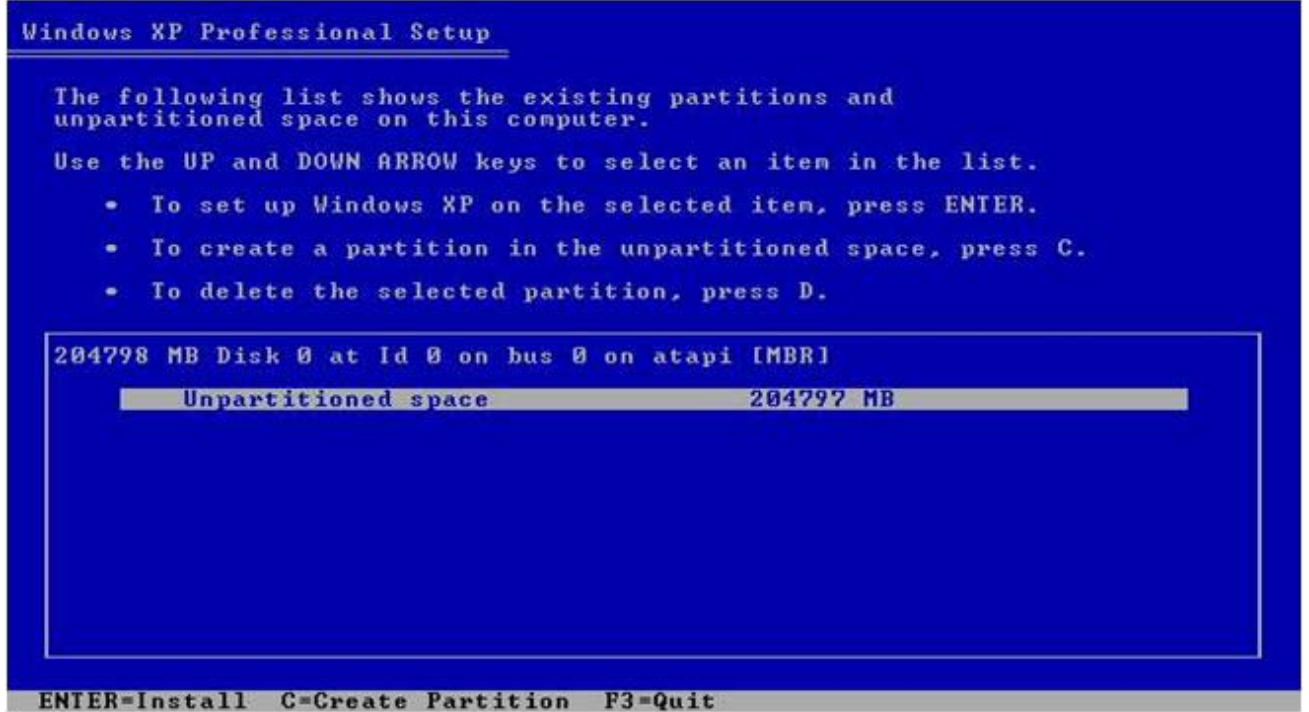 Windows XP Professional Setup
The following list shows the existing partitions and
unpartitioned space on this computer.
Use the UP and DOWN ARROW keys to select an item in the list.
• To set up Windows XP on the selected item, press ENTER.
• To create a partition in the unpartitioned space, press C.
• To delete the selected partition, press D.
204798 MB Disk 0 at Id 0 on bus 0 on atapi [MBR]
Unpartitioned space 204797 MB
ENTER=Install C=Create Partition F3=Quit